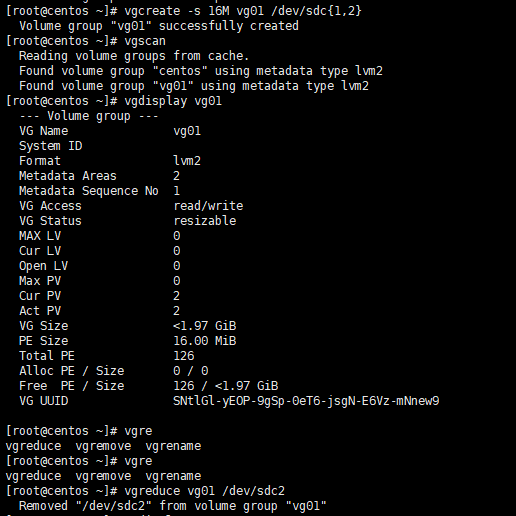 [root@centos ~]# vgcreate -s 16M vg01 /dev/sdc{1,2}
  Volume group "vg01" successfully created
[root@centos ~]# vgscan
  Reading volume groups from cache.
  Found volume group "centos" using metadata type lvm2
  Found volume group "vg01" using metadata type lvm2
[root@centos ~]# vgdisplay vg01
  --- Volume group ---
  VG Name               vg01
  System ID
  Format                lvm2
  Metadata Areas        2
  Metadata Sequence No  1
  VG Access             read/write
  VG Status             resizable
  MAX LV                0
  Cur LV                0
  Open LV               0
  Max PV                0
  Cur PV                2
  Act PV                2
  VG Size               <1.97 GiB
  PE Size               16.00 MiB
  Total PE              126
  Alloc PE / Size       0 / 0
  Free  PE / Size       126 / <1.97 GiB
  VG UUID               SNtlGl-yEOP-9gSp-0eT6-jsgN-E6Vz-mNnew9

[root@centos ~]# vgre
vgreduce  vgremove  vgrename
[root@centos ~]# vgre
vgreduce  vgremove  vgrename
[root@centos ~]# vgreduce vg01 /dev/sdc2
  Removed "/dev/sdc2" from volume group "vg01"